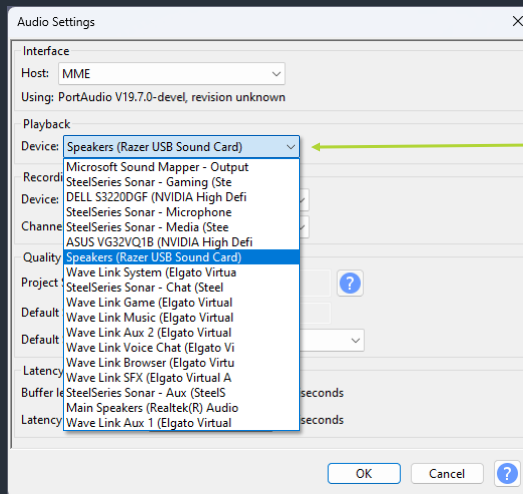 Audio Settings
Interface
Host: MME
Using: PortAudio V19.7.0-devel, revision unknown
Playback
Device: Speakers (Razer USB Sound Card)
Microsoft Sound Mapper - Output
SteelSeries Sonar - Gaming (Ste
DELL S3220DGF (NVIDIA High Defi
SteelSeries Sonar - Microphone
SteelSeries Sonar - Media (Stee
ASUS VG32VQ1B (NVIDIA High Defi
Speakers (Razer USB Sound Card)
Wave Link System (Elgato Virtua
SteelSeries Sonar - Chat (Steel
Wave Link Game (Elgato Virtual
Wave Link Music (Elgato Virtual
Wave Link Aux 2 (Elgato Virtual
Wave Link Voice Chat (Elgato Vi
Wave Link Browser (Elgato Virtu
Wave Link SFX (Elgato Virtual A
SteelSeries Sonar - Aux (SteelS
Main Speakers (Realtek(R) Audio
Wave Link Aux 1 (Elgato Virtual
Recordi
Device:
Channe
Quality
Project S
?
Default
Default
Latency
Buffer le seconds
Latency seconds
OK Cancel ?